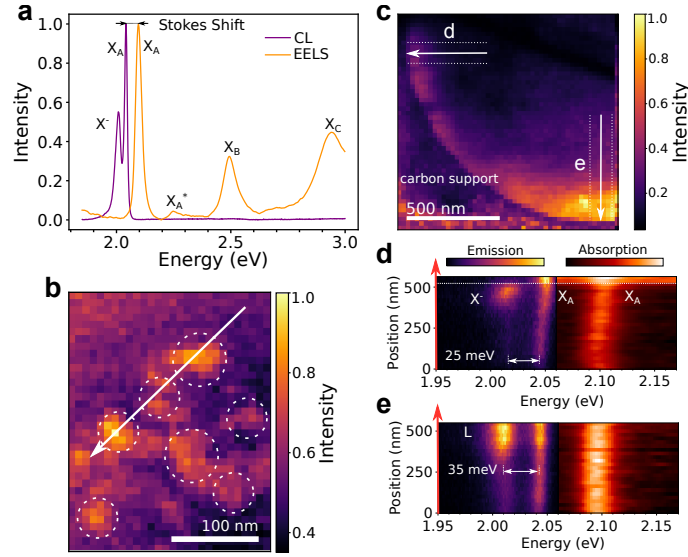 a
Stokes Shift
X_A
X_A
CL
EELS
X^-
X_B
X_C
X_A^*
Intensity
1.0
0.8
0.6
0.4
0.2
0.0
2.0
2.5
3.0
Energy (eV)
b
100 nm
1.0
0.8
0.6
0.4
Intensity
c
d
e
carbon support
500 nm
1.0
0.8
0.6
0.4
0.2
Intensity
d
Emission
Absorption
X^-
X_A
X_A
25 meV
Position (nm)
500
250
0
1.95
2.00
2.05
2.10
Energy (eV)
e
L
35 meV
Position (nm)
500
250
0
1.95
2.00
2.05
2.10
Energy (eV)